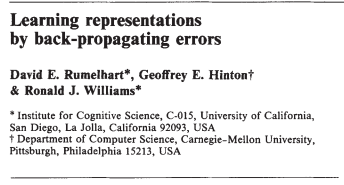 Learning representations
by back-propagating errors
David E. Rumelhart*, Geoffrey E. Hinton†
& Ronald J. Williams*
* Institute for Cognitive Science, C-015, University of California,
San Diego, La Jolla, California 92093, USA
† Department of Computer Science, Carnegie-Mellon University,
Pittsburgh, Philadelphia 15213, USA